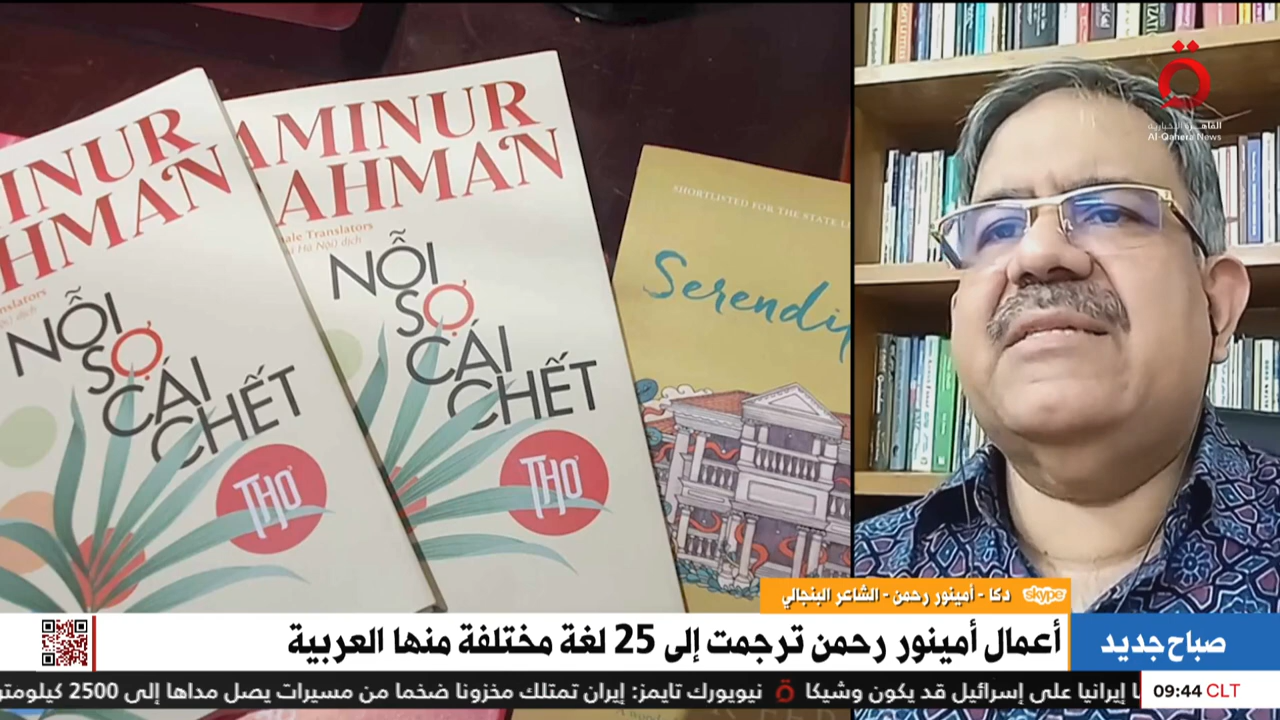 INUR
HMAN
NỖI
SỢ
CÁI
CHẾT
THƠ
AMINUR
AHMAN
ale Translators
NỖI
SỢ
CÁI
CHẾT
THƠ
SHORTLISTED FOR THE STATE
Serendi
القاهرة الإخبارية
AL-QAHERA NEWS
skype دكا - أمينور رحمن - الشاعر البنجالي
صباح جديد
أعمال أمينور رحمن ترجمت إلى 25 لغة مختلفة منها العربية
ا إيرانيا على إسرائيل قد يكون وشيكا
نيويورك تايمز: إيران تمتلك مخزونا ضخما من مسيرات يصل مداها إلى 2500 كيلومتر
09:44 CLT